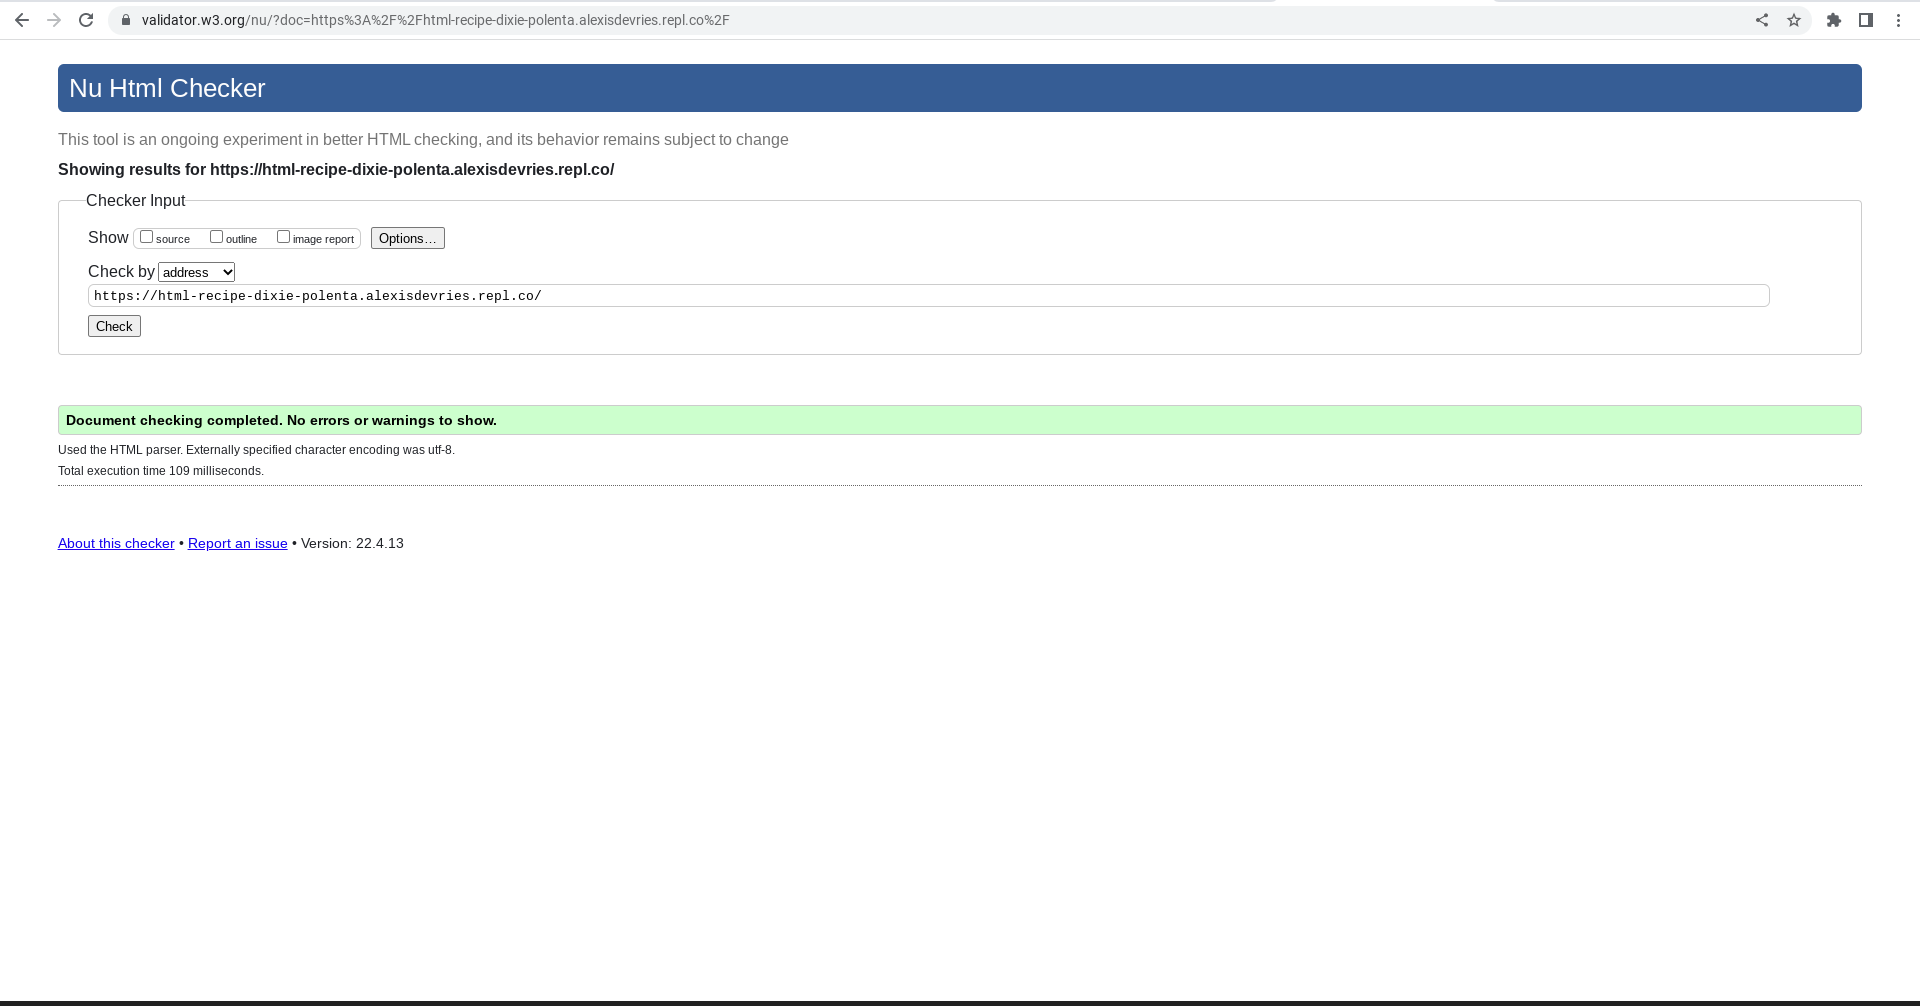 validator.w3.org/nu/?doc=https%3A%2F%2Fhtml-recipe-dixie-polenta.alexisdevries.repl.co%2F
Nu Html Checker
This tool is an ongoing experiment in better HTML checking, and its behavior remains subject to change
Showing results for https://html-recipe-dixie-polenta.alexisdevries.repl.co/
Checker Input
Show source outline image report Options…
Check by address
https://html-recipe-dixie-polenta.alexisdevries.repl.co/
Check
Document checking completed. No errors or warnings to show.
Used the HTML parser. Externally specified character encoding was utf-8.
Total execution time 109 milliseconds.
About this checker • Report an issue • Version: 22.4.13